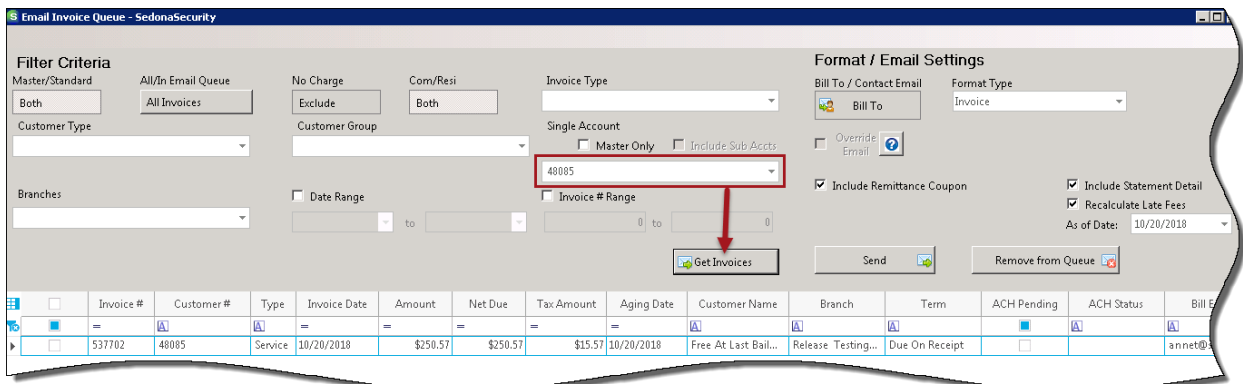 S Email Invoice Queue - SedonaSecurity
Filter Criteria
Format / Email Settings
Master/Standard All/In Email Queue No Charge Com/Resi Invoice Type Bill To / Contact Email Format Type
Both All Invoices Exclude Both Bill To Invoice
Customer Type Customer Group Single Account
Master Only Include Sub Accts Override Email ?
48085
Branches Date Range Invoice # Range Include Remittance Coupon Include Statement Detail
Recalculate Late Fees
to 0 to 0 As of Date: 10/20/2018
Get Invoices Send Remove from Queue
Invoice # Customer # Type Invoice Date Amount Net Due Tax Amount Aging Date Customer Name Branch Term ACH Pending ACH Status Bill E
= A A = = = = = A A A A A
537702 48085 Service 10/20/2018 $250.57 $250.57 $15.57 10/20/2018 Free At Last Bail... Release Testing... Due On Receipt annet@s